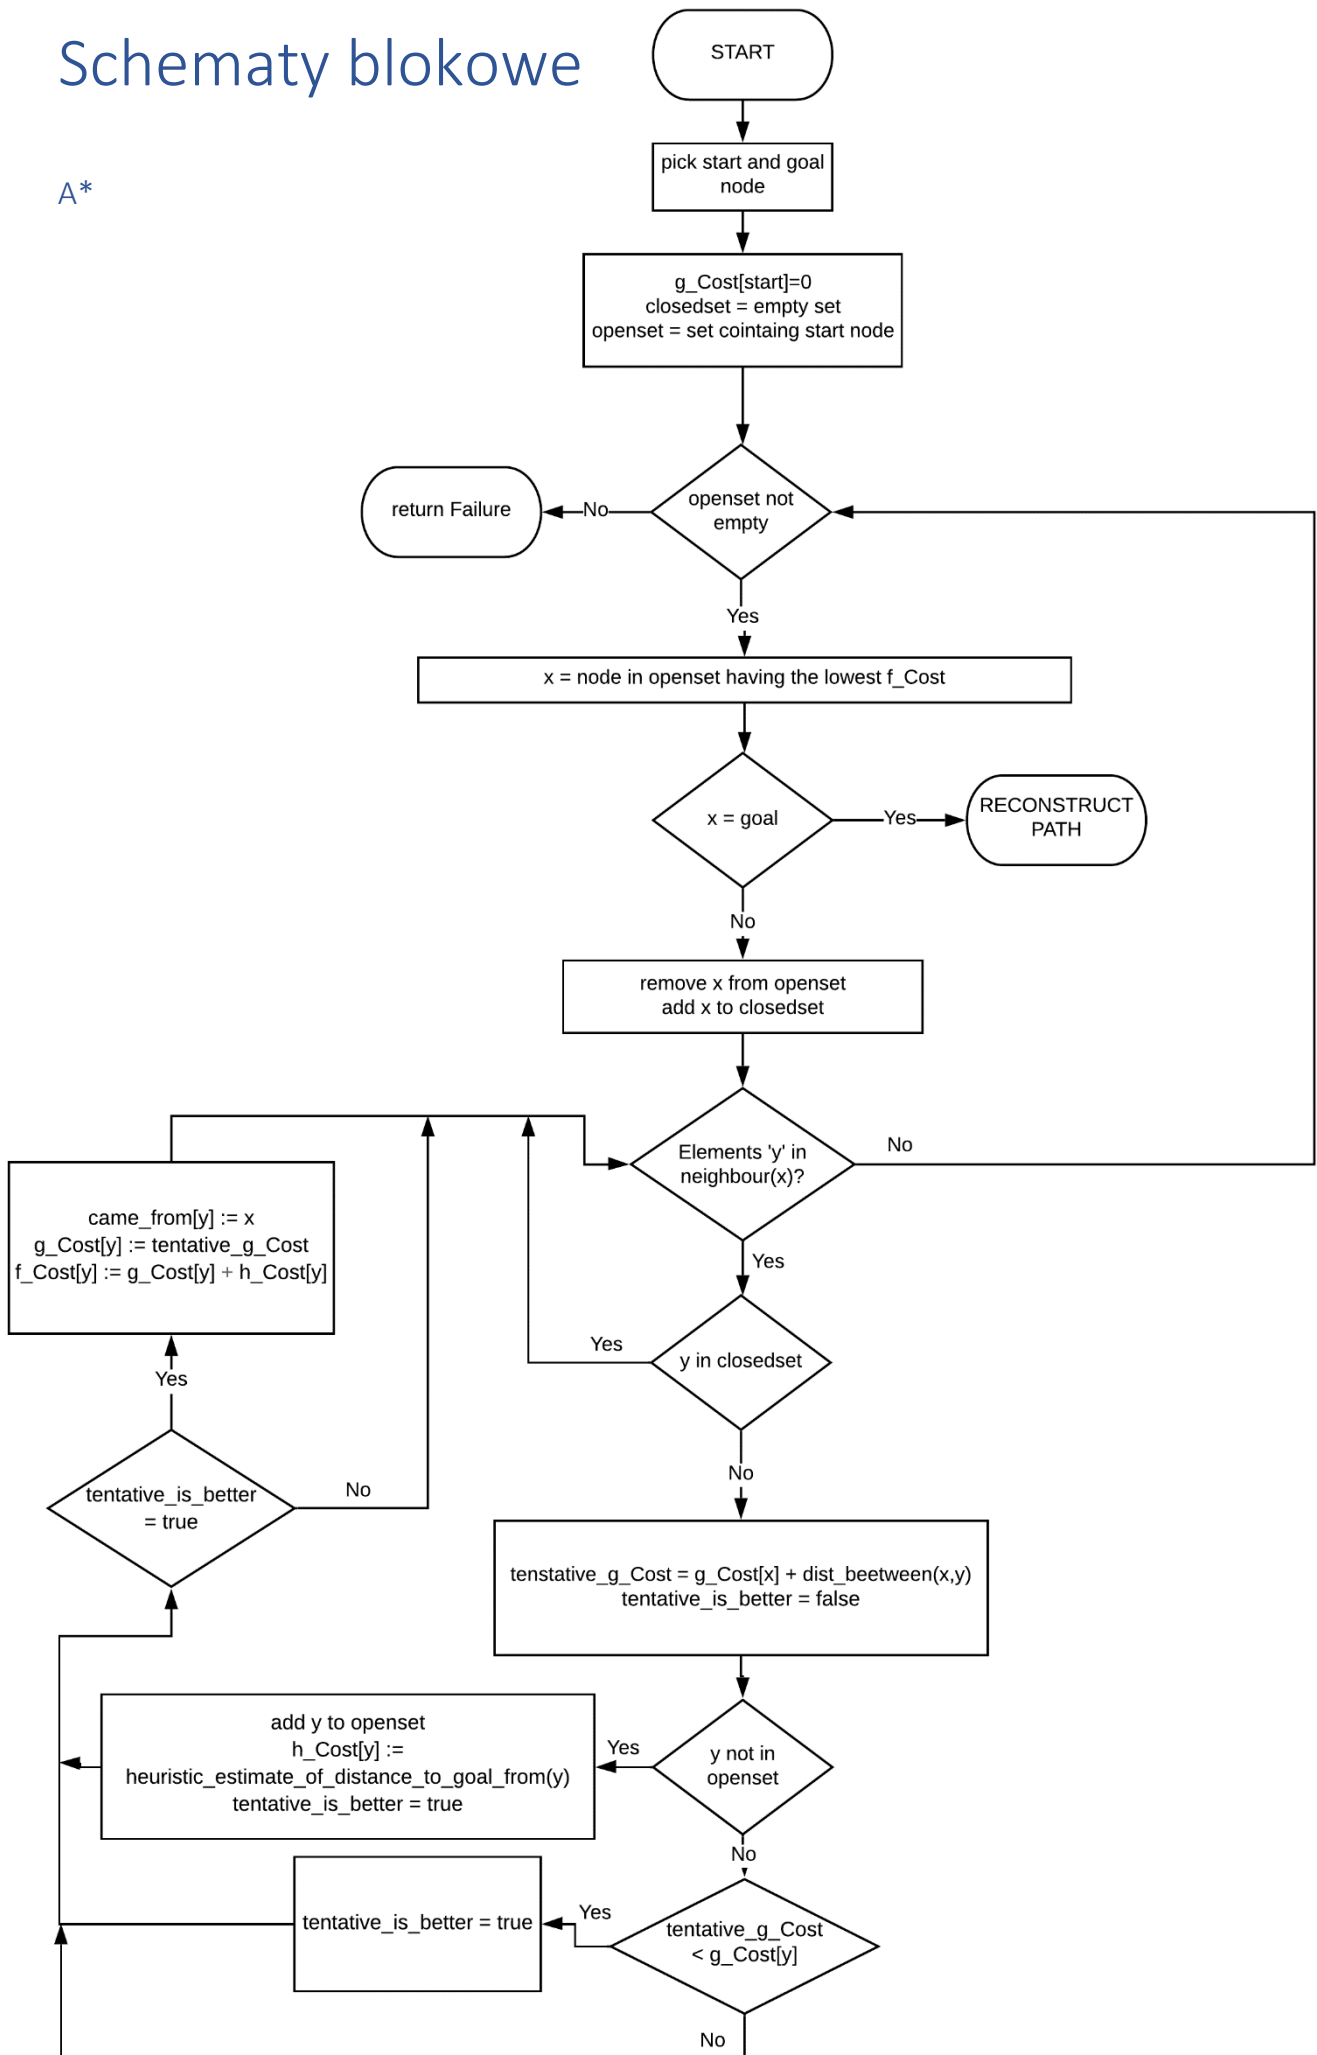 Schematy blokowe
A*
START
pick start and goal
node
g_Cost[start]=0
closedset = empty set
openset = set cointaing start node
openset not
empty
No
return Failure
Yes
x = node in openset having the lowest f_Cost
x = goal
Yes
RECONSTRUCT
PATH
No
remove x from openset
add x to closedset
Elements 'y' in
neighbour(x)?
No
Yes
y in closedset
Yes
No
tenstative_g_Cost = g_Cost[x] + dist_beetween(x,y)
tentative_is_better = false
y not in
openset
Yes
add y to openset
h_Cost[y] :=
heuristic_estimate_of_distance_to_goal_from(y)
tentative_is_better = true
No
tentative_g_Cost
< g_Cost[y]
Yes
tentative_is_better = true
No
tentative_is_better
= true
No
Yes
came_from[y] := x
g_Cost[y] := tentative_g_Cost
f_Cost[y] := g_Cost[y] + h_Cost[y]